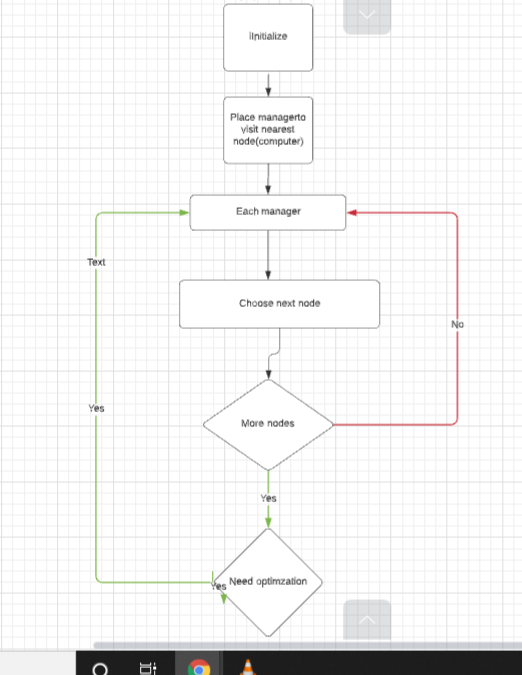 iInitialize
Place managerto
visit nearest
node(computer)
Each manager
Text
Choose next node
No
Yes
More nodes
Yes
Yes
Need optimzation